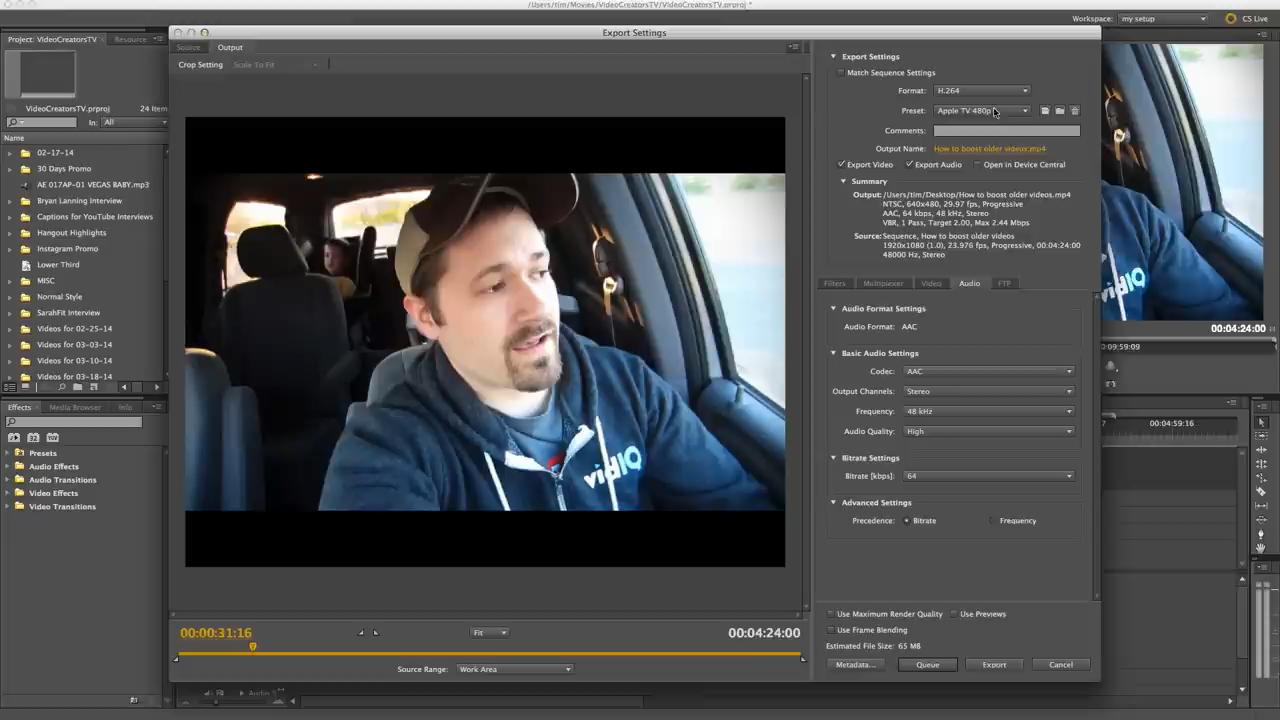 /Users/tim/Movies/VideoCreatorsTV/VideoCreatorsTV.prproj *
Workspace: my setup
CS Live
Project: VideoCreatorsTV
Resource
VideoCreatorsTV.prproj
24 Item
In: All
Name
02-17-14
30 Days Promo
AE 017AP-01 VEGAS BABY.mp3
Bryan Lanning Interview
Captions for YouTube Interviews
Hangout Highlights
Instagram Promo
Lower Third
MISC
Normal Style
SarahFit Interview
Videos for 02-25-14
Videos for 03-03-14
Videos for 03-10-14
Videos for 03-18-14
Effects
Media Browser
Info
Presets
Audio Effects
Audio Transitions
Video Effects
Video Transitions
Export Settings
Source
Output
Crop Setting
Scale To Fit
vidIQ
00:00:31:16
Fit
00:04:24:00
Source Range: Work Area
Export Settings
Match Sequence Settings
Format: H.264
Preset: Apple TV 480p
Comments:
Output Name: How to boost older videos.mp4
Export Video
Export Audio
Open in Device Central
Summary
Output: /Users/tim/Desktop/How to boost older videos.mp4
NTSC, 640x480, 29.97 fps, Progressive
AAC, 64 kbps, 48 kHz, Stereo
VBR, 1 Pass, Target 2.00, Max 2.44 Mbps
Source: Sequence, How to boost older videos
1920x1080 (1.0), 23.976 fps, Progressive, 00:04:24:00
48000 Hz, Stereo
Filters
Multiplexer
Video
Audio
FTP
Audio Format Settings
Audio Format: AAC
Basic Audio Settings
Codec: AAC
Output Channels: Stereo
Frequency: 48 kHz
Audio Quality: High
Bitrate Settings
Bitrate [kbps]: 64
Advanced Settings
Precedence: Bitrate
Frequency
Use Maximum Render Quality
Use Previews
Use Frame Blending
Estimated File Size: 65 MB
Metadata...
Queue
Export
Cancel
00:04:24:00
09:59:09
00:04:59:16
Audio 5